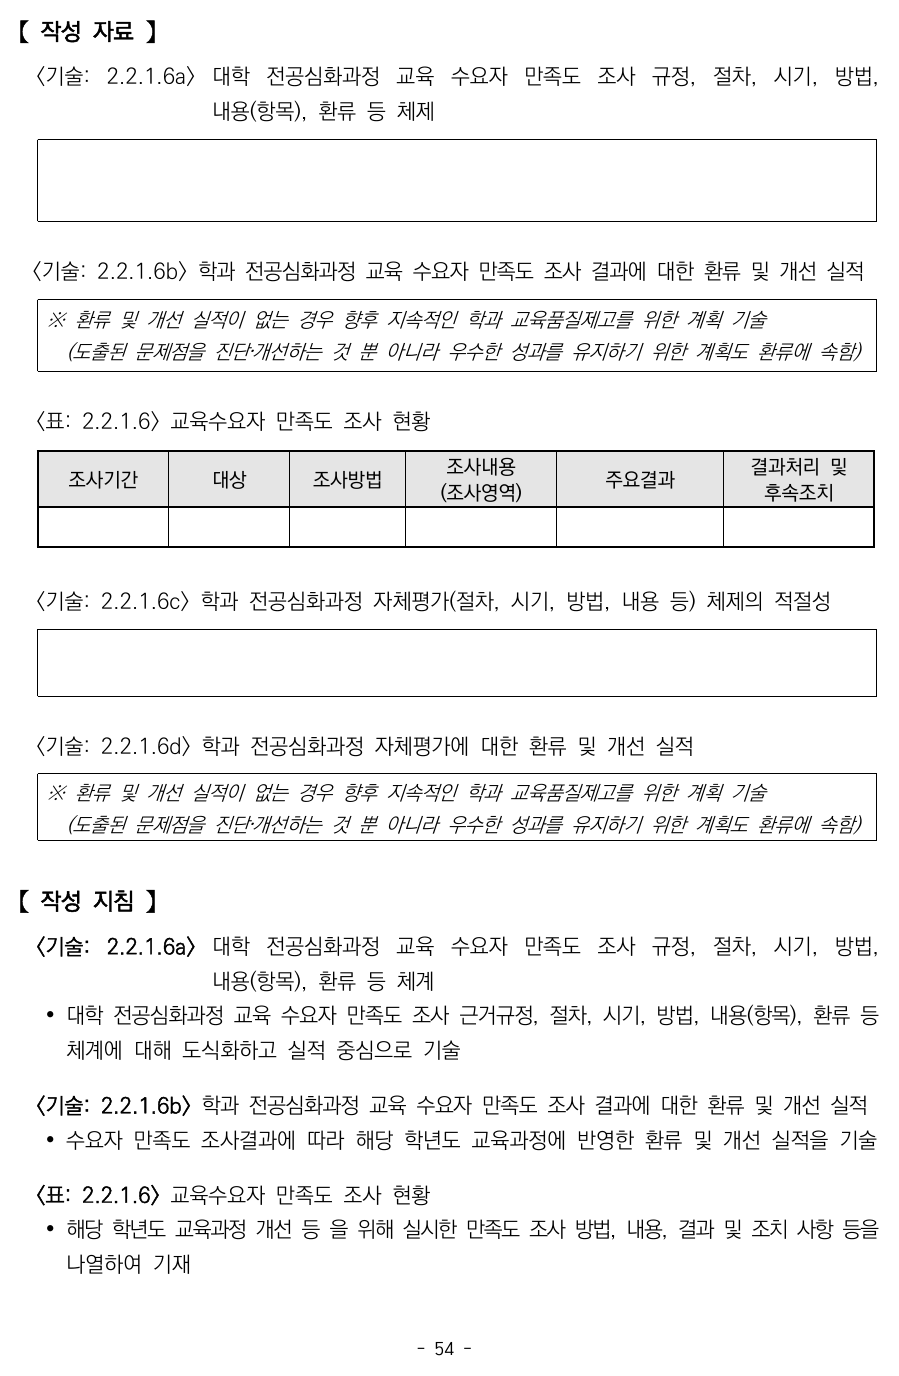 【 작성 자료 】
〈기술: 2.2.1.6a〉 대학 전공심화과정 교육 수요자 만족도 조사 규정, 절차, 시기, 방법,
내용(항목), 환류 등 체제
〈기술: 2.2.1.6b〉 학과 전공심화과정 교육 수요자 만족도 조사 결과에 대한 환류 및 개선 실적
※ 환류 및 개선 실적이 없는 경우 향후 지속적인 학과 교육품질제고를 위한 계획 기술
(도출된 문제점을 진단·개선하는 것 뿐 아니라 우수한 성과를 유지하기 위한 계획도 환류에 속함)
〈표: 2.2.1.6〉 교육수요자 만족도 조사 현황
조사기간 대상 조사방법 조사내용 (조사영역) 주요결과 결과처리 및 후속조치
〈기술: 2.2.1.6c〉 학과 전공심화과정 자체평가(절차, 시기, 방법, 내용 등) 체제의 적절성
〈기술: 2.2.1.6d〉 학과 전공심화과정 자체평가에 대한 환류 및 개선 실적
※ 환류 및 개선 실적이 없는 경우 향후 지속적인 학과 교육품질제고를 위한 계획 기술
(도출된 문제점을 진단·개선하는 것 뿐 아니라 우수한 성과를 유지하기 위한 계획도 환류에 속함)
【 작성 지침 】
〈기술: 2.2.1.6a〉 대학 전공심화과정 교육 수요자 만족도 조사 규정, 절차, 시기, 방법,
내용(항목), 환류 등 체계
• 대학 전공심화과정 교육 수요자 만족도 조사 근거규정, 절차, 시기, 방법, 내용(항목), 환류 등
체계에 대해 도식화하고 실적 중심으로 기술
〈기술: 2.2.1.6b〉 학과 전공심화과정 교육 수요자 만족도 조사 결과에 대한 환류 및 개선 실적
• 수요자 만족도 조사결과에 따라 해당 학년도 교육과정에 반영한 환류 및 개선 실적을 기술
〈표: 2.2.1.6〉 교육수요자 만족도 조사 현황
• 해당 학년도 교육과정 개선 등 을 위해 실시한 만족도 조사 방법, 내용, 결과 및 조치 사항 등을
나열하여 기재
- 54 -